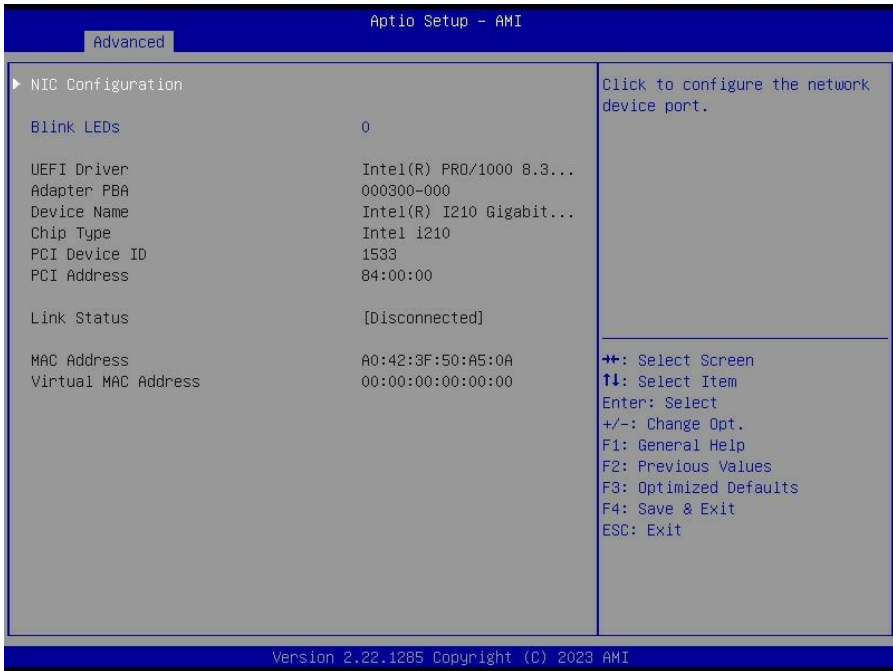 Aptio Setup - AMI
Advanced
▶ NIC Configuration
Blink LEDs 0
UEFI Driver Intel(R) PRO/1000 8.3...
Adapter PBA 000300-000
Device Name Intel(R) I210 Gigabit...
Chip Type Intel i210
PCI Device ID 1533
PCI Address 84:00:00
Link Status [Disconnected]
MAC Address A0:42:3F:50:A5:0A
Virtual MAC Address 00:00:00:00:00:00
Click to configure the network
device port.
→←: Select Screen
↑↓: Select Item
Enter: Select
+/-: Change Opt.
F1: General Help
F2: Previous Values
F3: Optimized Defaults
F4: Save & Exit
ESC: Exit
Version 2.22.1285 Copyright (C) 2023 AMI